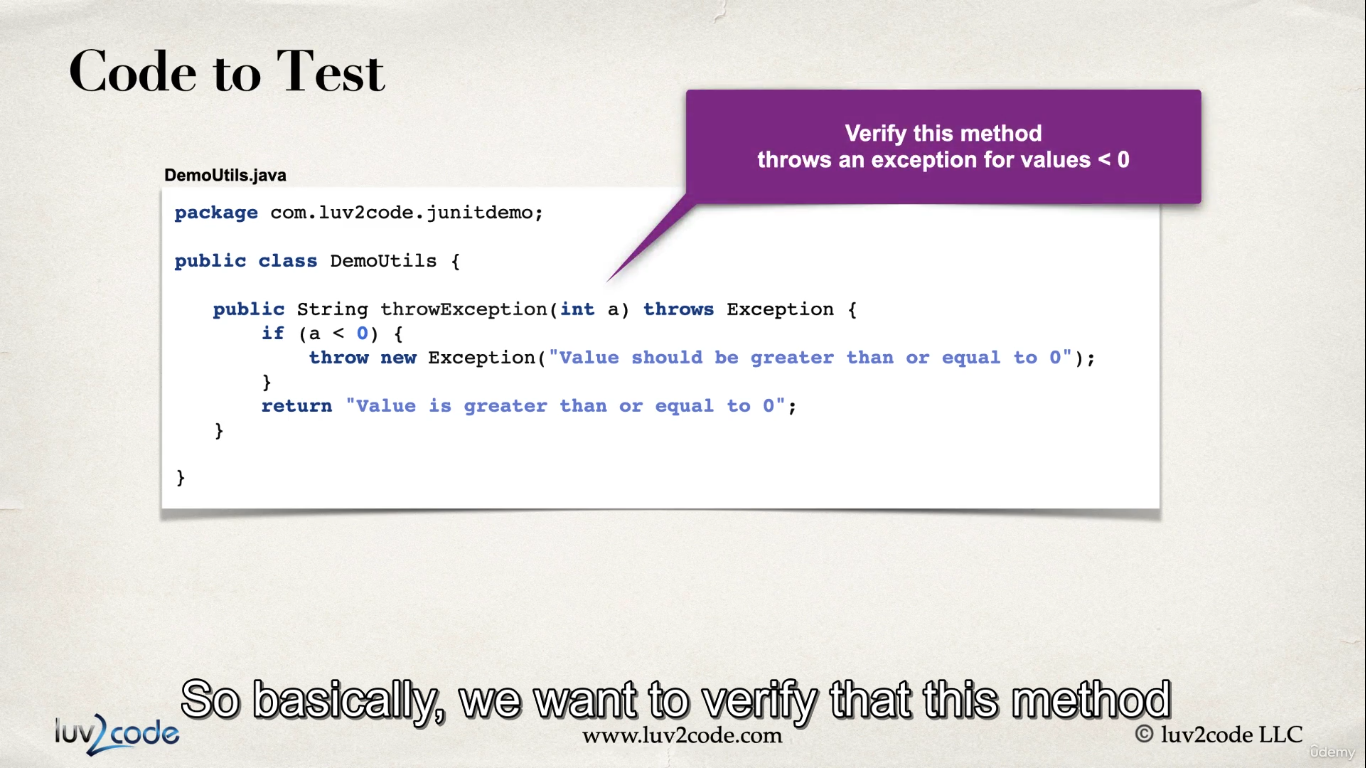 Code to Test
Verify this method
throws an exception for values < 0
DemoUtils.java
package com.luv2code.junitdemo;
public class DemoUtils {
public String throwException(int a) throws Exception {
if (a < 0) {
throw new Exception("Value should be greater than or equal to 0");
}
return "Value is greater than or equal to 0";
}
}
So basically, we want to verify that this method
luv2code
www.luv2code.com
© luv2code LLC
ûdemy